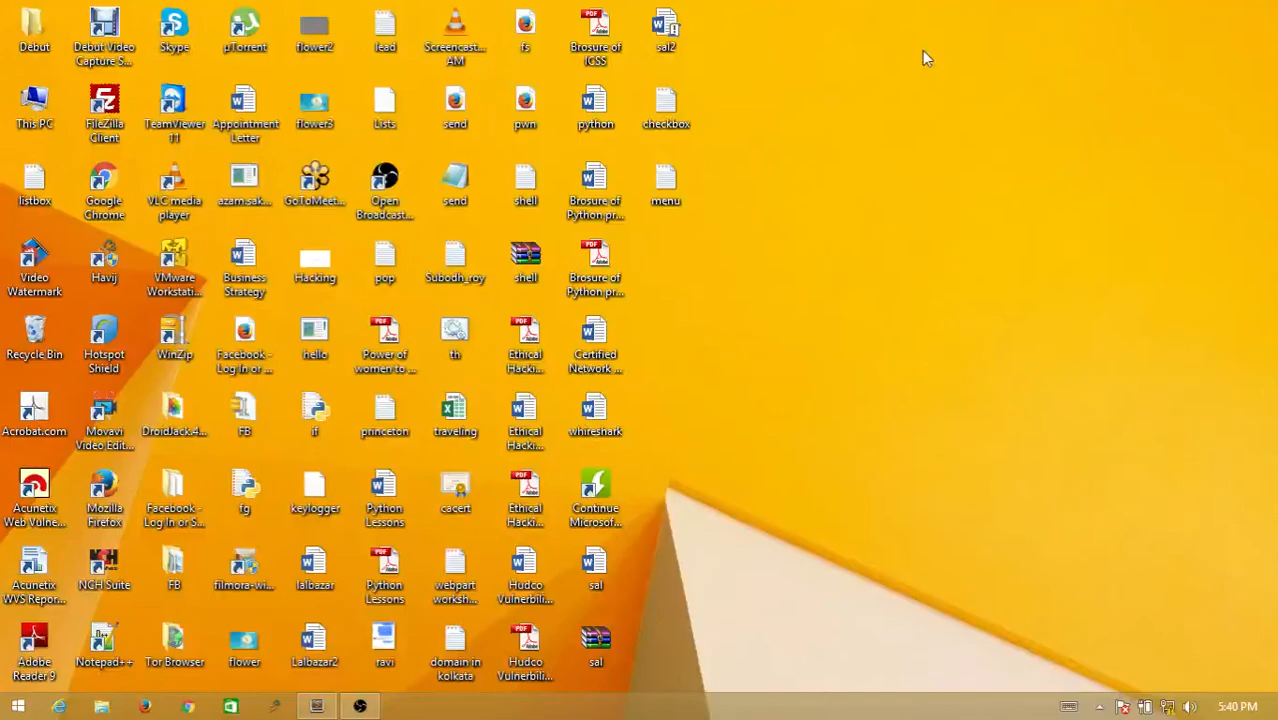 Debut
Debut Video
Capture S...
Skype
µTorrent
flower2
lead
Screencast...
AM
fs
Brosure of
ICSS
sal2
This PC
FileZilla
Client
TeamViewer
11
Appointment
Letter
flower3
Lists
send
pwn
python
checkbox
listbox
Google
Chrome
VLC media
player
azam.sak...
GoToMeet...
Open
Broadcast...
send
shell
Brosure of
Python pr...
menu
Video
Watermark
Havij
VMware
Workstati...
Business
Strategy
Hacking
pop
Subodh_roy
shell
Brosure of
Python pr...
Recycle Bin
Hotspot
Shield
WinZip
Facebook -
Log In or ...
hello
Power of
women to ...
th
Ethical
Hacki...
Certified
Network ...
Acrobat.com
Movavi
Video Edit...
DroidJack.4...
FB
if
princeton
traveling
Ethical
Hacki...
whireshark
Acunetix
Web Vulne...
Mozilla
Firefox
Facebook -
Log In or S...
fg
keylogger
Python
Lessons
cacert
Ethical
Hacki...
Continue
Microsof...
Acunetix
WVS Repor...
NCH Suite
FB
filmora-wi...
lalbazar
Python
Lessons
webpart
worksh...
Hudco
Vulnerbili...
sal
Adobe
Reader 9
Notepad++
Tor Browser
flower
Lalbazar2
ravi
domain in
kolkata
Hudco
Vulnerbili...
sal
5:40 PM